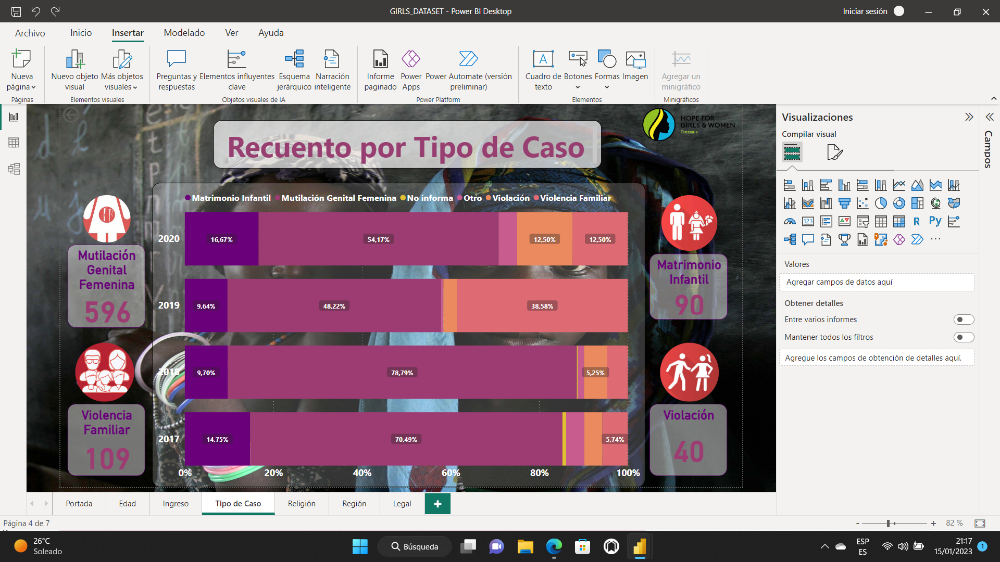 GIRLS_DATASET - Power BI Desktop
Iniciar sesión
Archivo
Inicio
Insertar
Modelado
Ver
Ayuda
Nueva
página
Páginas
Nuevo objeto
visual
Más objetos
visuales
Elementos visuales
Preguntas y
respuestas
Elementos influyentes
clave
Esquema
jerárquico
Narración
inteligente
Objetos visuales de IA
Informe
paginado
Power
Apps
Power Automate (versión
preliminar)
Power Platform
Cuadro de
texto
Botones
Formas
Imagen
Elementos
Agregar un
minigráfico
Minigráficos
HOPE FOR
GIRLS & WOMEN
Tanzania
Recuento por Tipo de Caso
Matrimonio Infantil
Mutilación Genital Femenina
No informa
Otro
Violación
Violencia Familiar
2020
16,67%
54,17%
12,50%
12,50%
2019
9,64%
48,22%
38,58%
2018
9,70%
78,79%
5,25%
2017
14,75%
70,49%
5,74%
0%
20%
40%
60%
80%
100%
Mutilación
Genital
Femenina
596
Violencia
Familiar
109
Matrimonio
Infantil
90
Violación
40
Visualizaciones
Compilar visual
123
R
Py
Valores
Agregar campos de datos aquí
Obtener detalles
Entre varios informes
Mantener todos los filtros
Agregue los campos de obtención de detalles aquí.
Campos
Portada
Edad
Ingreso
Tipo de Caso
Religión
Región
Legal
Página 4 de 7
82 %
26°C
Soleado
Búsqueda
ESP
ES
21:17
15/01/2023
1